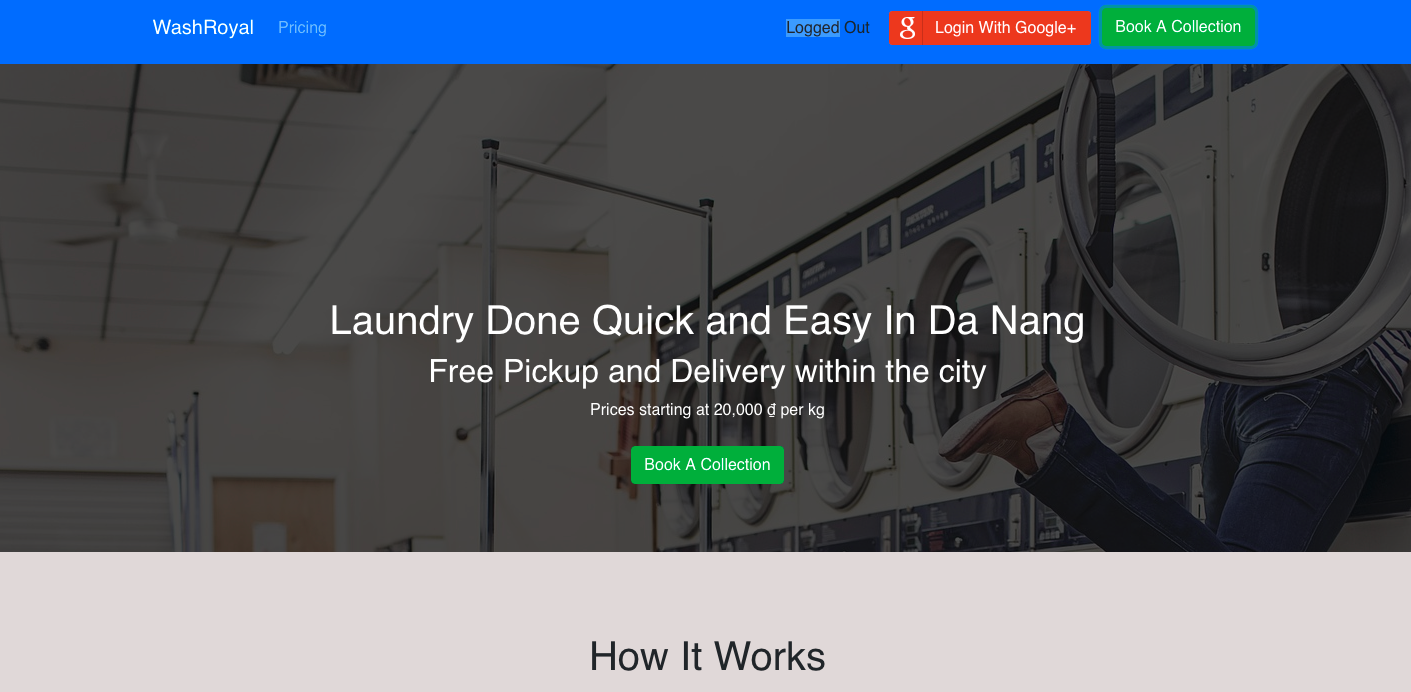 WashRoyal Pricing Logged Out g Login With Google+ Book A Collection
Laundry Done Quick and Easy In Da Nang
Free Pickup and Delivery within the city
Prices starting at 20,000 ₫ per kg
Book A Collection
How It Works